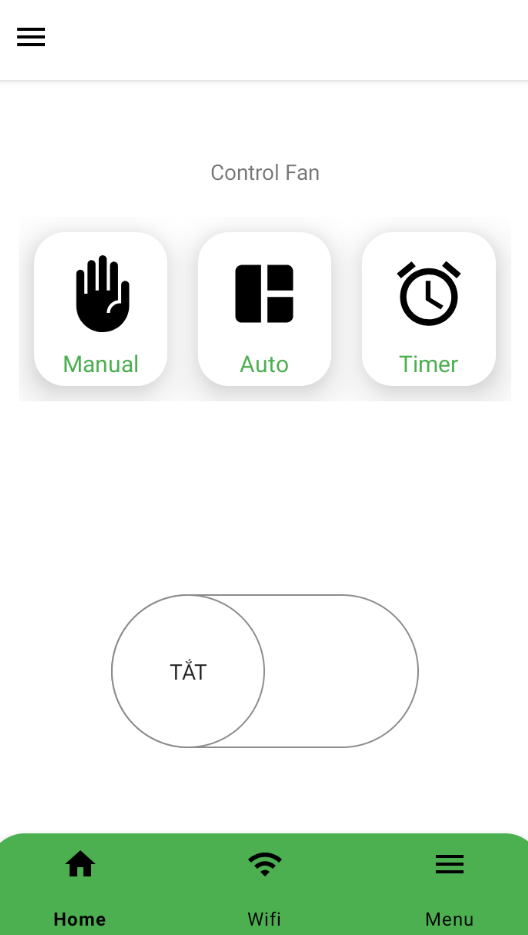 Control Fan
Manual Auto Timer
TẮT
Home Wifi Menu